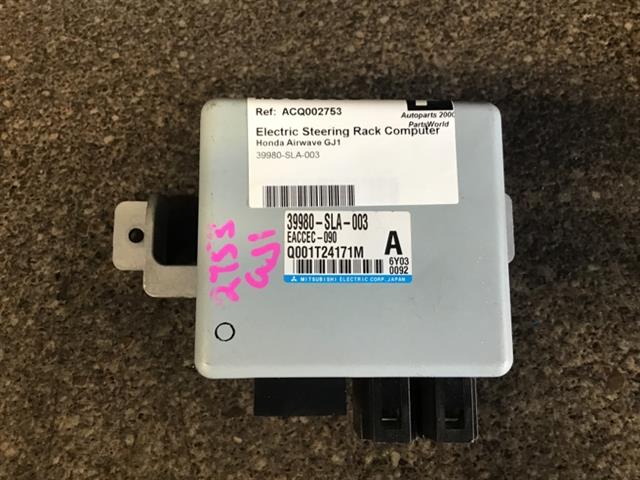 Ref: ACQ002753
Autoparts 2000
PartsWorld
Electric Steering Rack Computer
Honda Airwave GJ1
39980-SLA-003
39980-SLA-003
EACCEC-090
Q001T24171M
A
6Y03
0092
MITSUBISHI ELECTRIC CORP. JAPAN
2753
GJ1